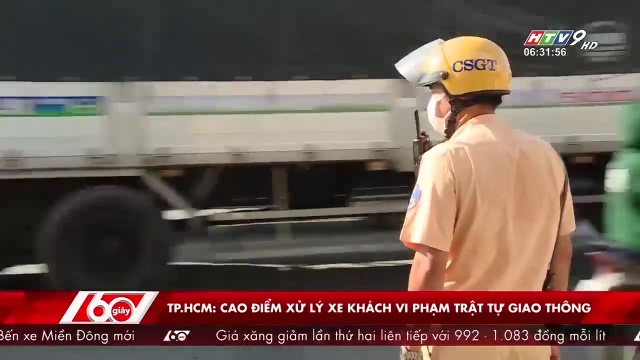 HTV9 HD
06:31:56
CSGT
60 giây
TP.HCM: CAO ĐIỂM XỬ LÝ XE KHÁCH VI PHẠM TRẬT TỰ GIAO THÔNG
Bến xe Miền Đông mới
Giá xăng giảm lần thứ hai liên tiếp với 992 - 1.083 đồng mỗi lít